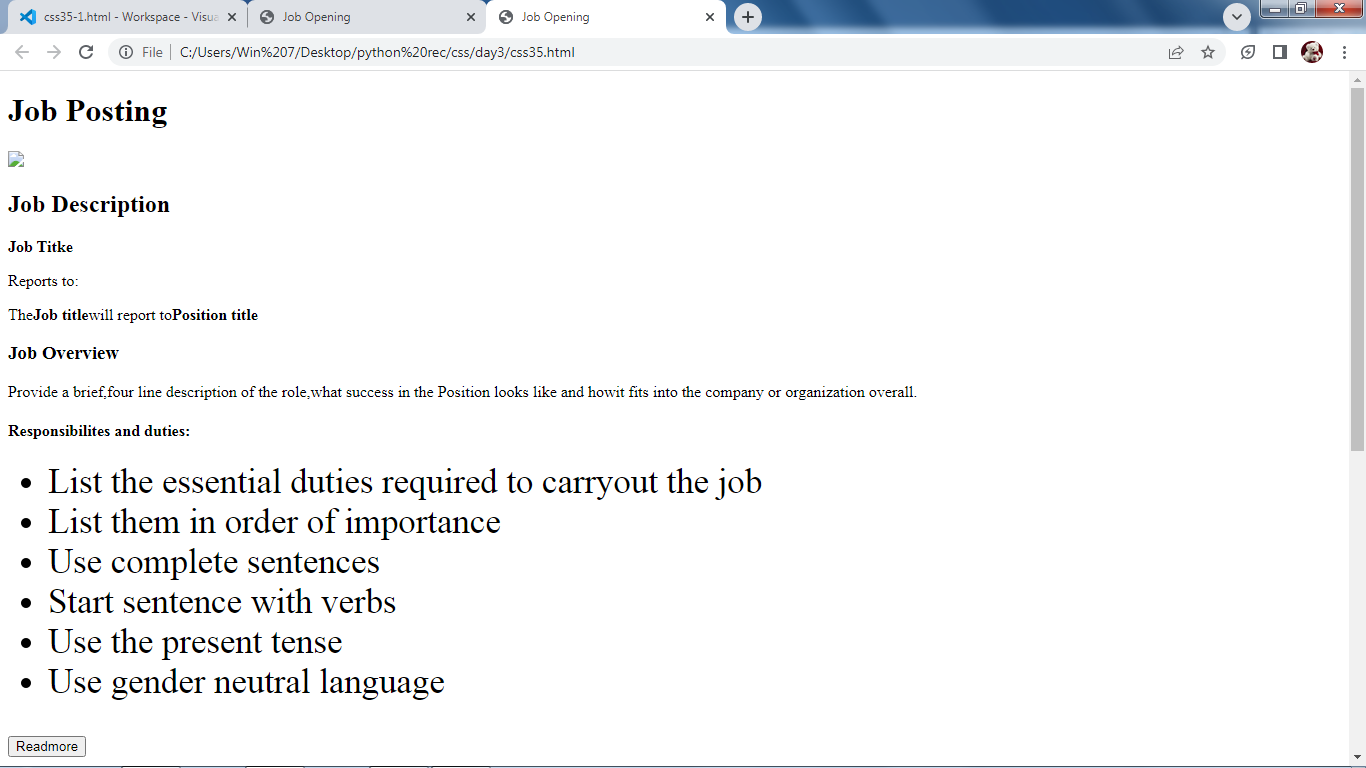 css35-1.html - Workspace - Visua
Job Opening
Job Opening
File
C:/Users/Win%207/Desktop/python%20rec/css/day3/css35.html
Job Posting
Job Description
Job Titke
Reports to:
TheJob titlewill report toPosition title
Job Overview
Provide a brief,four line description of the role,what success in the Position looks like and howit fits into the company or organization overall.
Responsibilites and duties:
List the essential duties required to carryout the job
List them in order of importance
Use complete sentences
Start sentence with verbs
Use the present tense
Use gender neutral language
Readmore